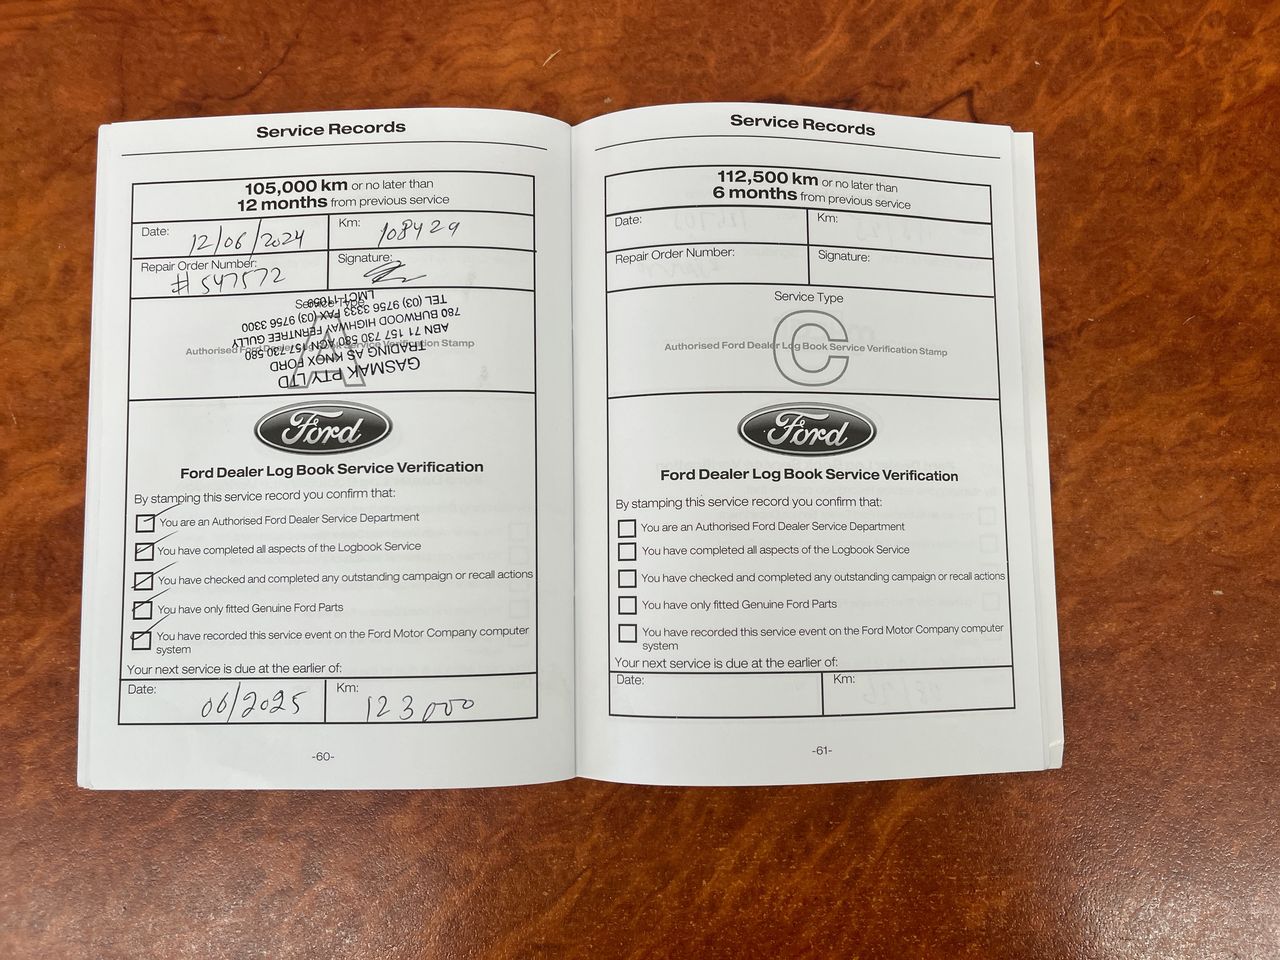 Service Records
105,000 km or no later than
12 months from previous service
Date: 12/06/2024
Km: 108429
Repair Order Number: # 547572
Signature:
Service Type
A
Authorised Ford Dealer Log Book Service Verification Stamp
GASMAK PTY LTD
TRADING AS KNOX FORD
ABN 71 157 730 580 ACN 157 730 580
780 BURWOOD HIGHWAY FERNTREE GULLY
TEL (03) 9756 3333 FAX (03) 9756 3300
Ford
Ford Dealer Log Book Service Verification
By stamping this service record you confirm that:
You are an Authorised Ford Dealer Service Department
You have completed all aspects of the Logbook Service
You have checked and completed any outstanding campaign or recall actions
You have only fitted Genuine Ford Parts
You have recorded this service event on the Ford Motor Company computer
system
Your next service is due at the earlier of:
Date: 06/2025
Km: 123000
-60-
Service Records
112,500 km or no later than
6 months from previous service
Date:
Km:
Repair Order Number:
Signature:
Service Type
C
Authorised Ford Dealer Log Book Service Verification Stamp
Ford
Ford Dealer Log Book Service Verification
By stamping this service record you confirm that:
You are an Authorised Ford Dealer Service Department
You have completed all aspects of the Logbook Service
You have checked and completed any outstanding campaign or recall actions
You have only fitted Genuine Ford Parts
You have recorded this service event on the Ford Motor Company computer
system
Your next service is due at the earlier of:
Date:
Km:
-61-